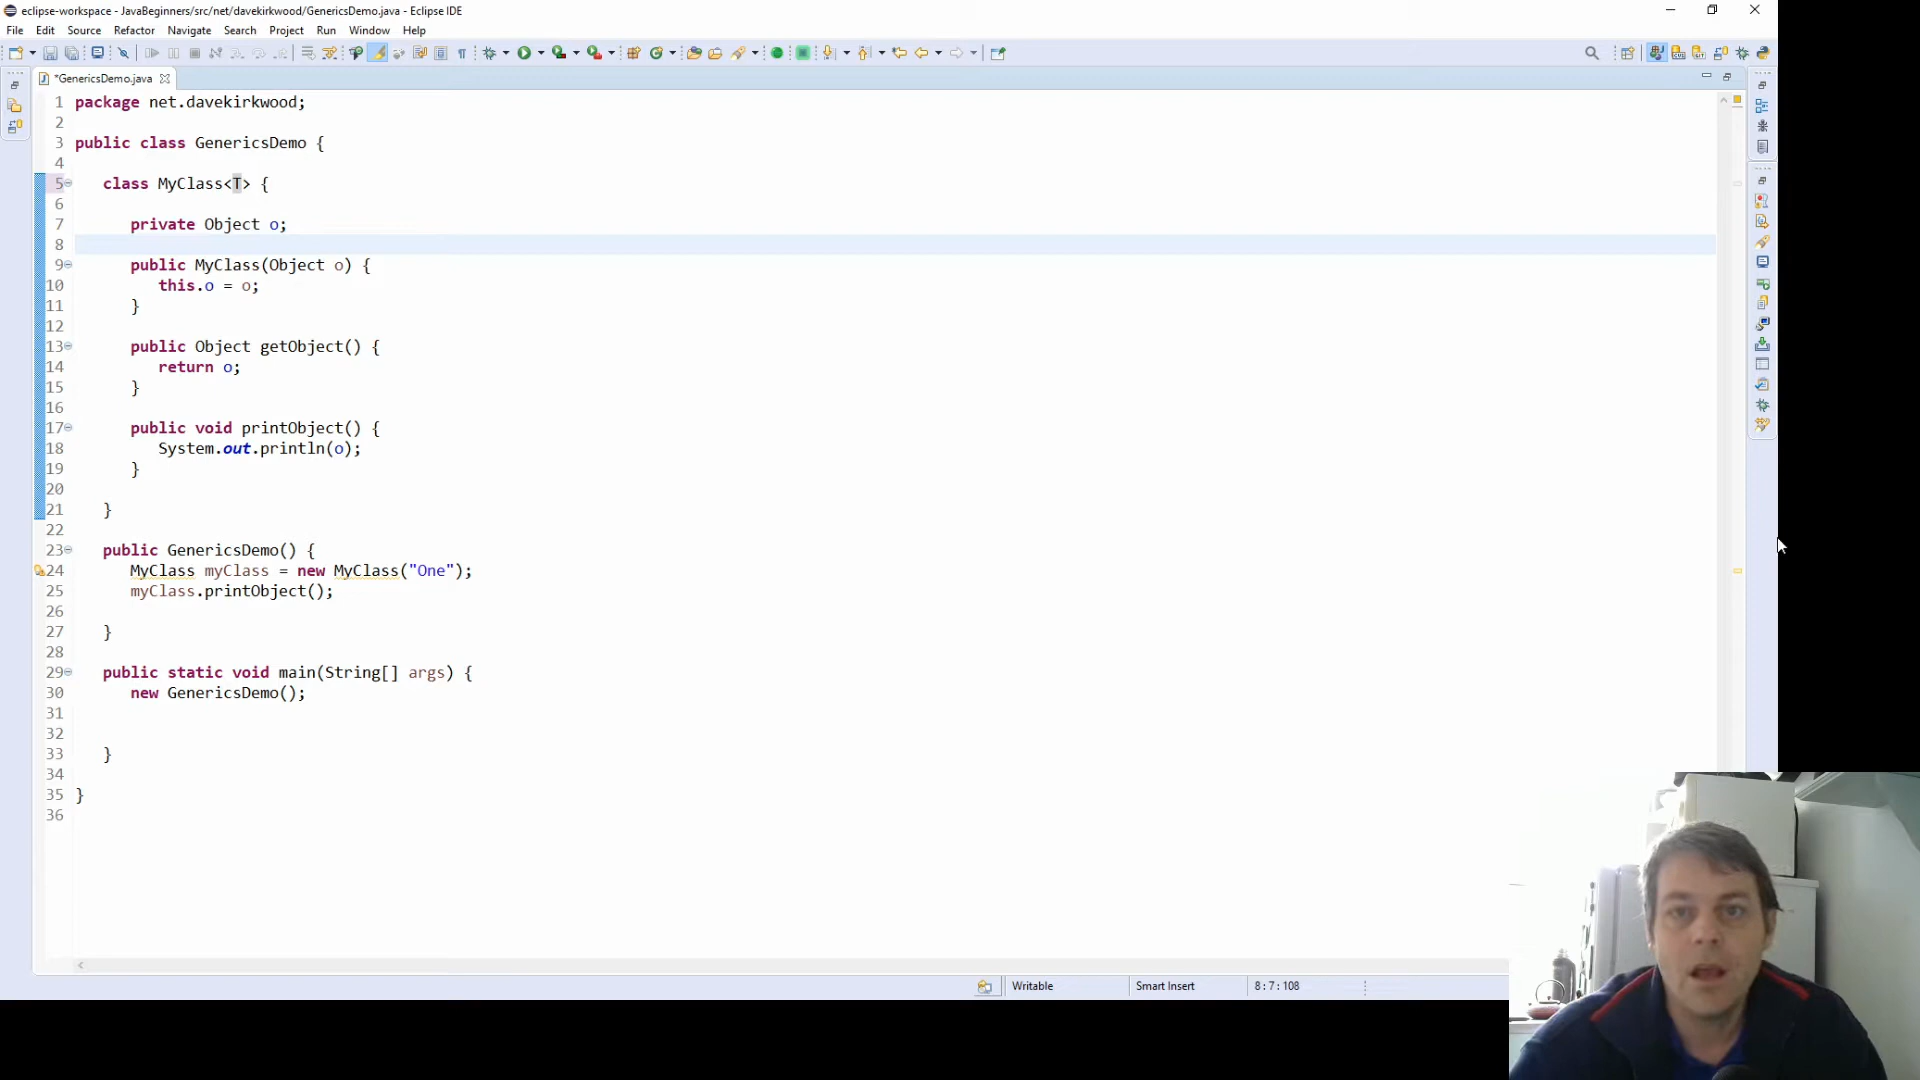 eclipse-workspace - JavaBeginners/src/net/davekirkwood/GenericsDemo.java - Eclipse IDE
File Edit Source Refactor Navigate Search Project Run Window Help
*GenericsDemo.java
1 package net.davekirkwood;
2
3 public class GenericsDemo {
4
5 class MyClass<T> {
6
7 private Object o;
8
9 public MyClass(Object o) {
10 this.o = o;
11 }
12
13 public Object getObject() {
14 return o;
15 }
16
17 public void printObject() {
18 System.out.println(o);
19 }
20
21 }
22
23 public GenericsDemo() {
24 MyClass myClass = new MyClass("One");
25 myClass.printObject();
26
27 }
28
29 public static void main(String[] args) {
30 new GenericsDemo();
31
32
33 }
34
35 }
36
Writable Smart Insert 8 : 7 : 108